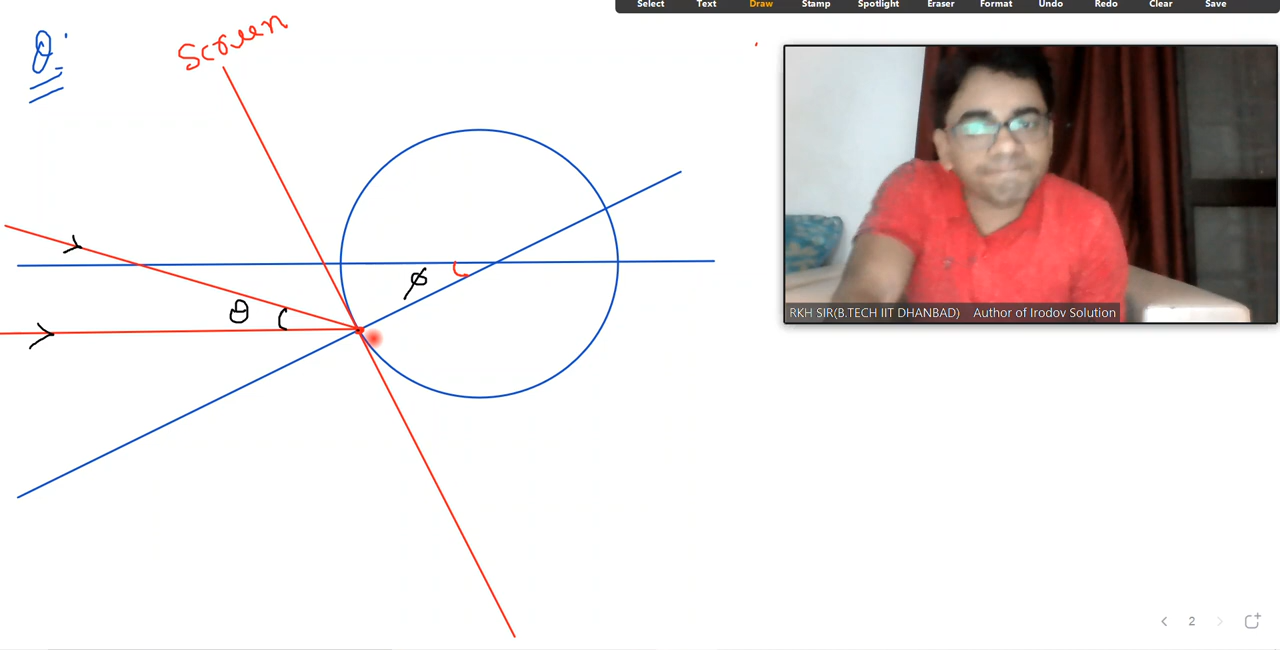 Select Text Draw Stamp Spotlight Eraser Format Undo Redo Clear Save
Q.
Screen
θ
φ
RKH SIR(B.TECH IIT DHANBAD) Author of Irodov Solution
2